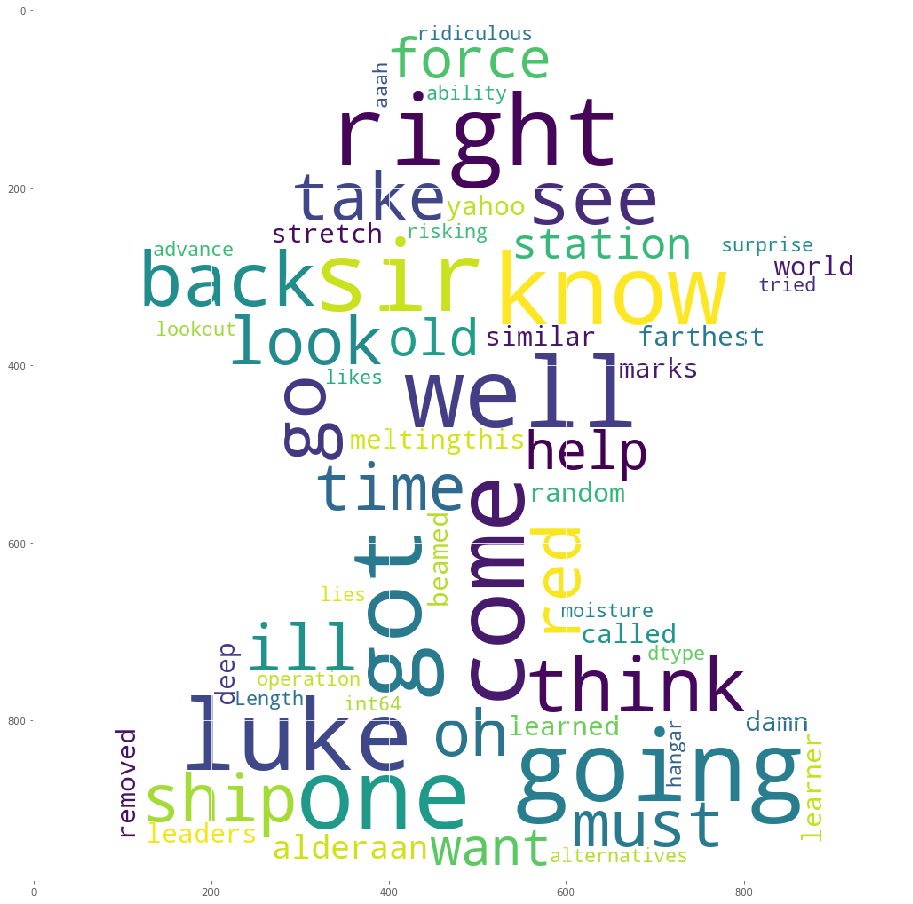 0
ridiculous
force
aaah
ability
right
200
take
yahoo
see
stretch
risking
station
advance
surprise
back
sir
know
world
tried
lookout
look
old
similar
farthest
400
likes
well
marks
go
meltingthis
help
time
random
come
600
got
beamed
red
lies
moisture
called
ill
dtype
deep
operation
think
Length
int64
800
luke
oh
learned
damn
removed
going
hangar
learner
ship
one
must
leaders
alderaan
want
alternatives
0 200 400 600 800